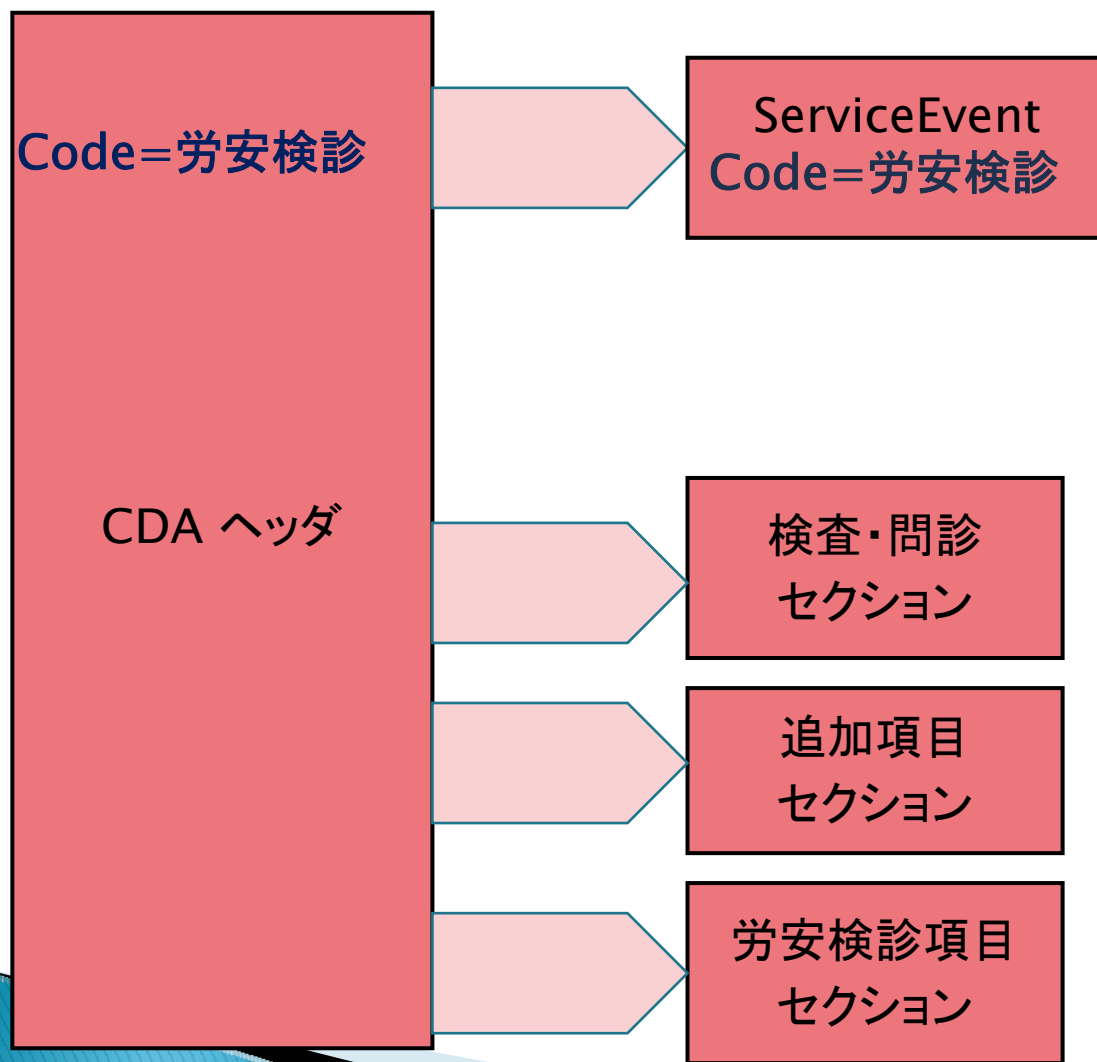 Code=労安検診
CDA ヘッダ
ServiceEvent
Code=労安検診
検査・問診
セクション
追加項目
セクション
労安検診項目
セクション